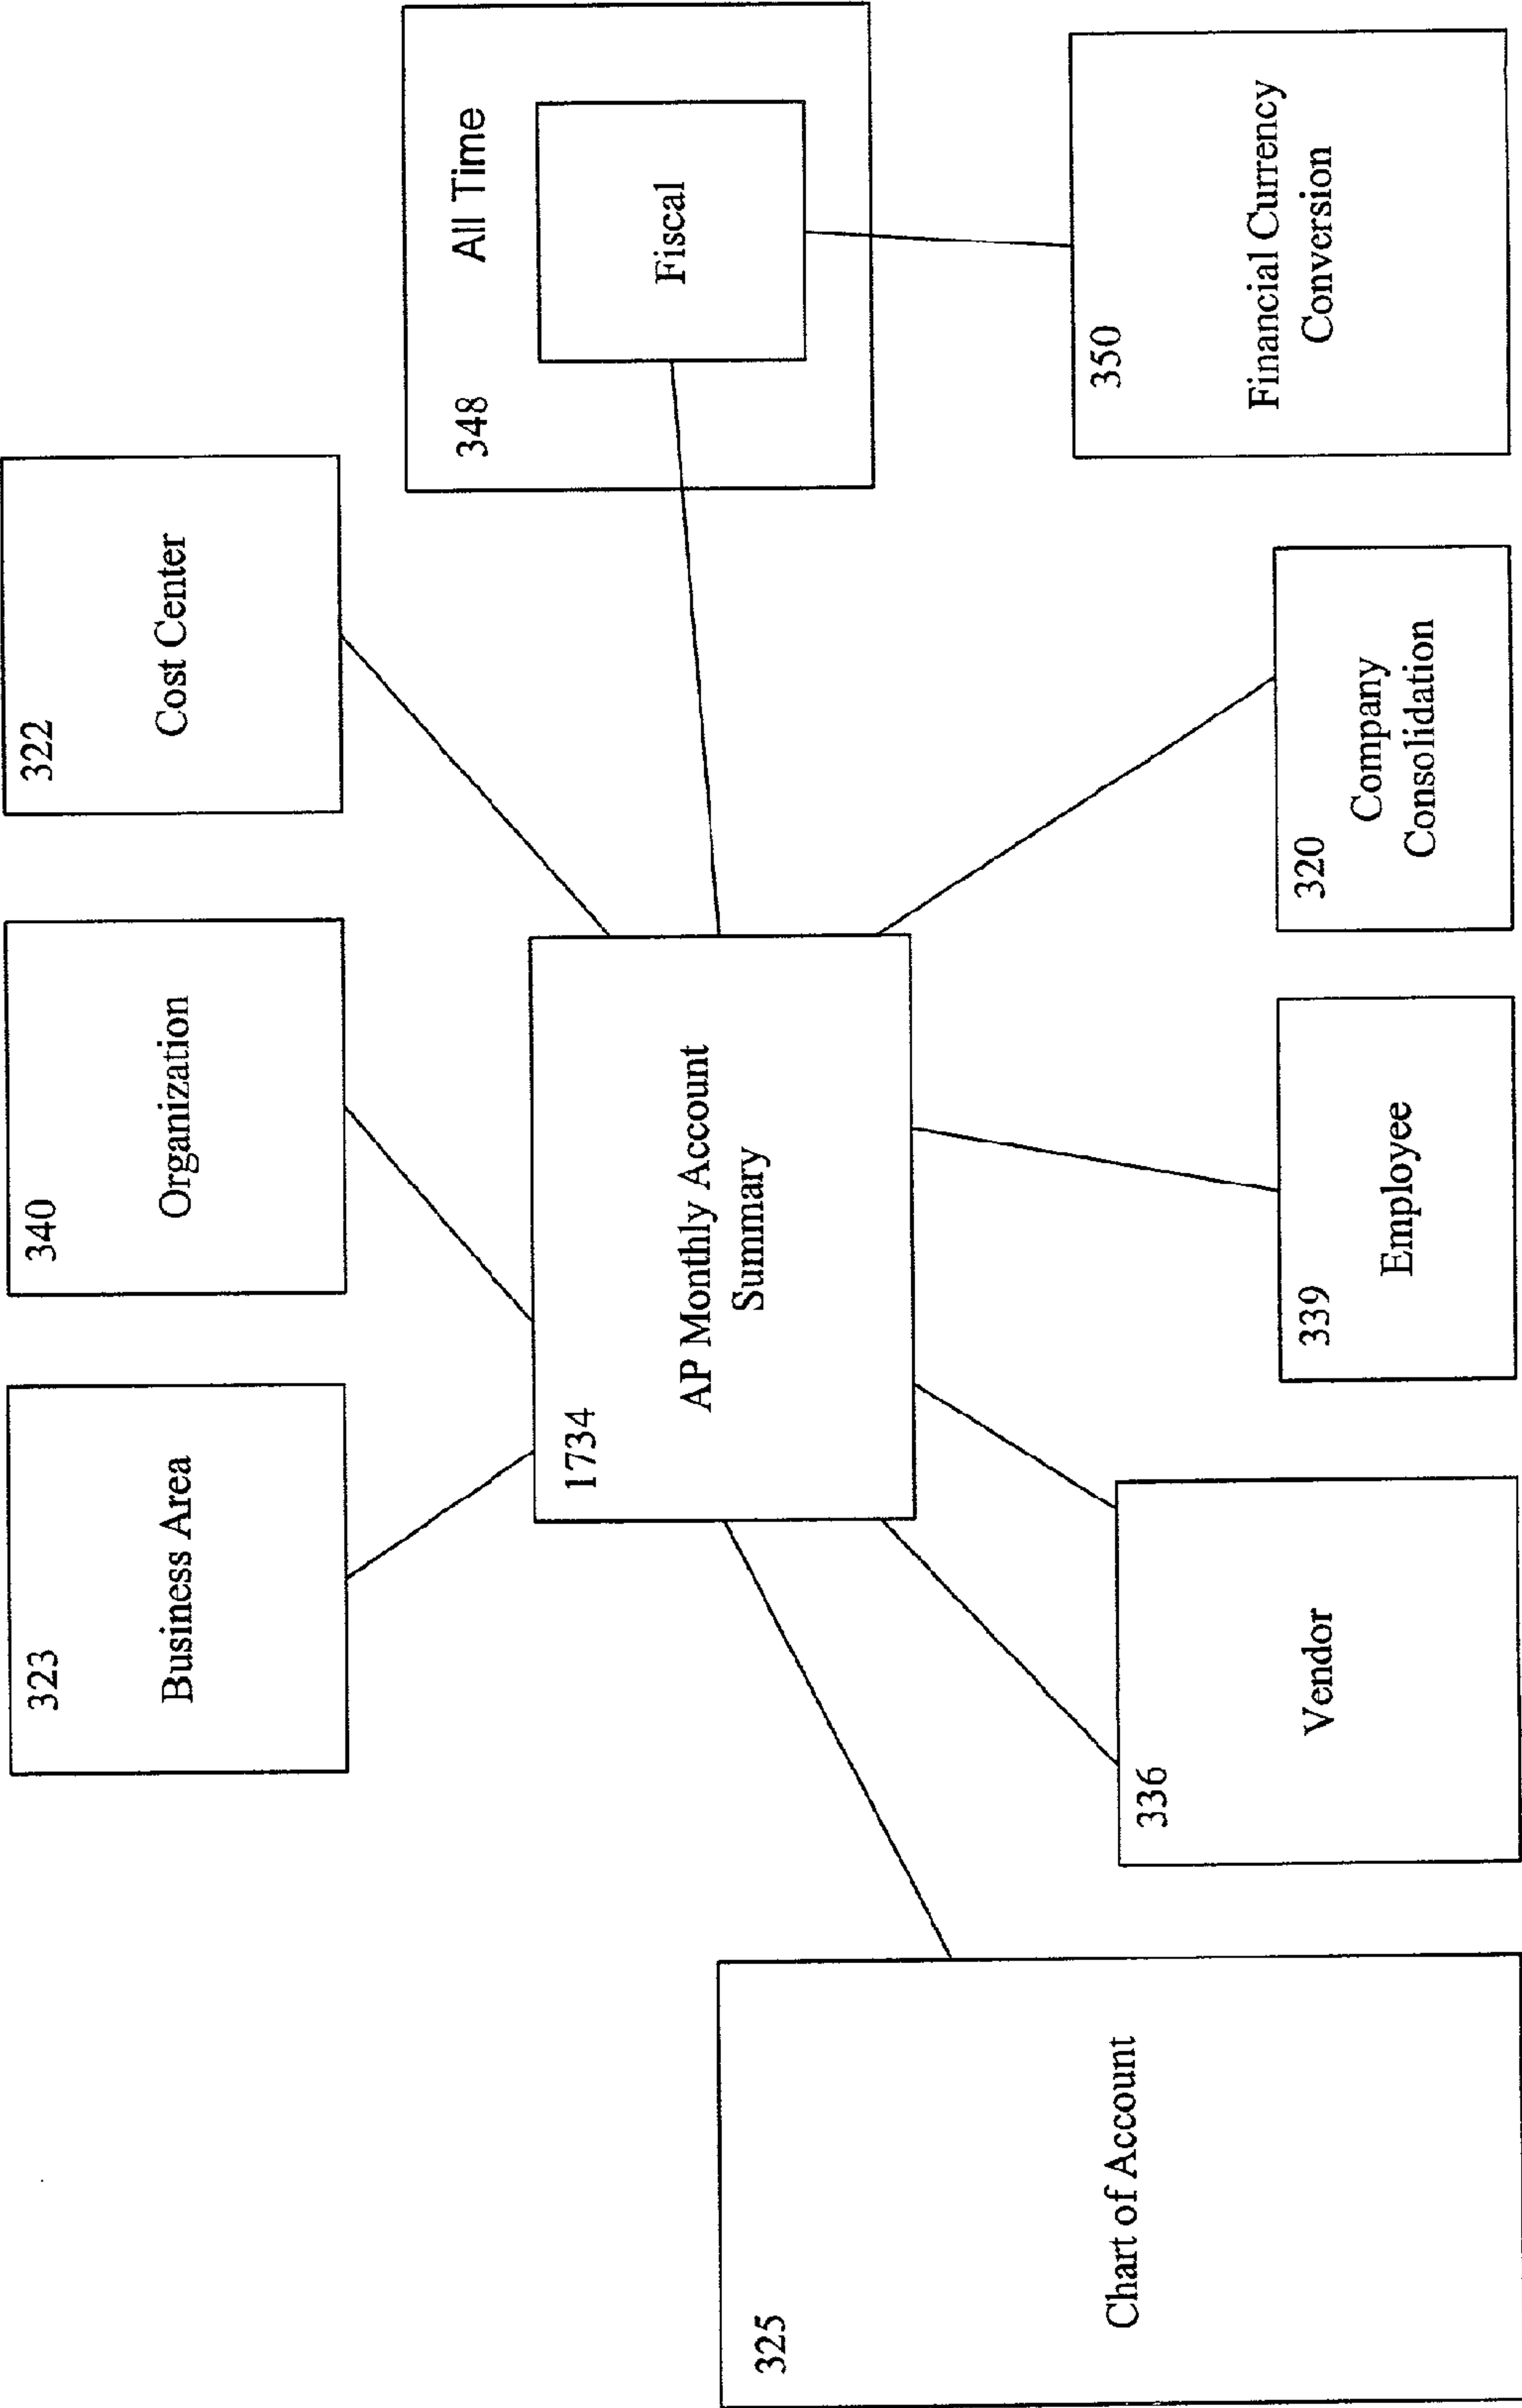 323
Business Area
340
Organization
322
Cost Center
348
All Time
Fiscal
1734
AP Monthly Account
Summary
325
Chart of Account
336
Vendor
339
Employee
320
Company
Consolidation
350
Financial Currency
Conversion